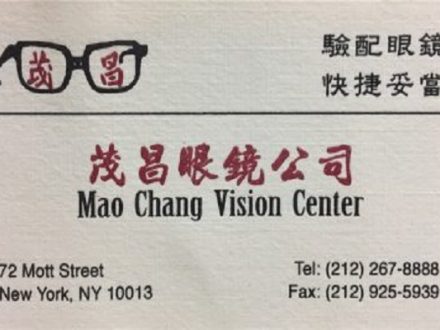 茂昌
驗配眼鏡
快捷妥當
茂昌眼鏡公司
Mao Chang Vision Center
72 Mott Street
New York, NY 10013
Tel: (212) 267-8888
Fax: (212) 925-5939